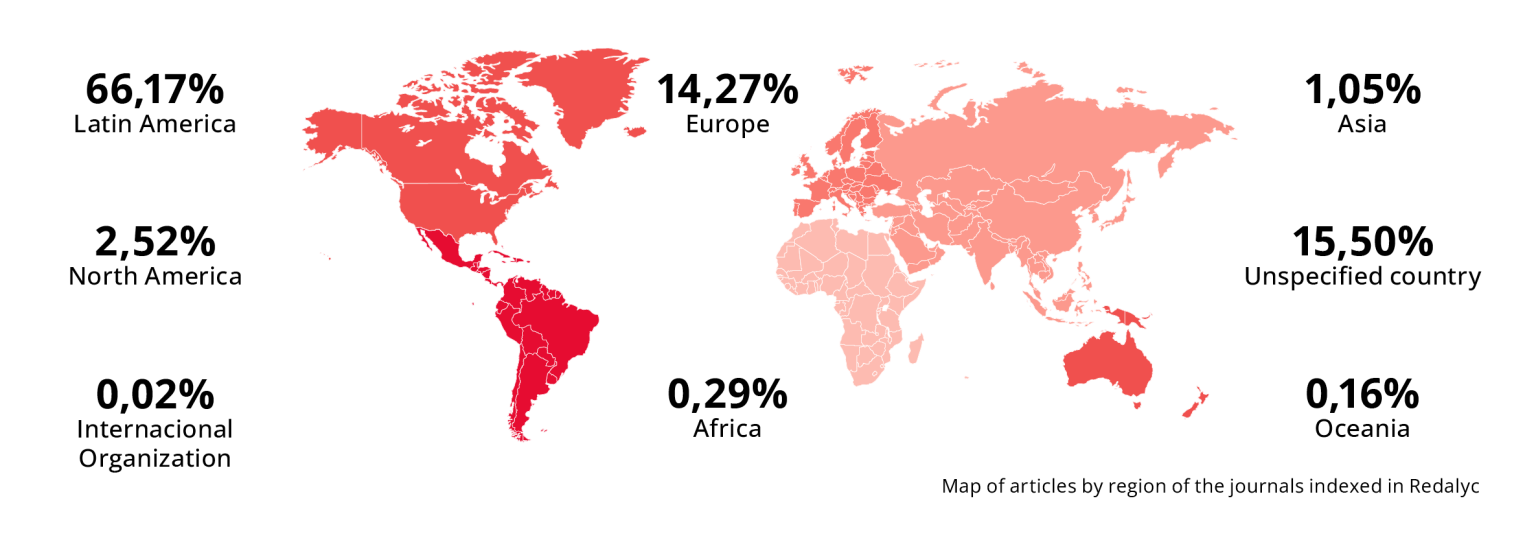 66,17%
Latin America
14,27%
Europe
1,05%
Asia
2,52%
North America
15,50%
Unspecified country
0,02%
Internacional
Organization
0,29%
Africa
0,16%
Oceania
Map of articles by region of the journals indexed in Redalyc